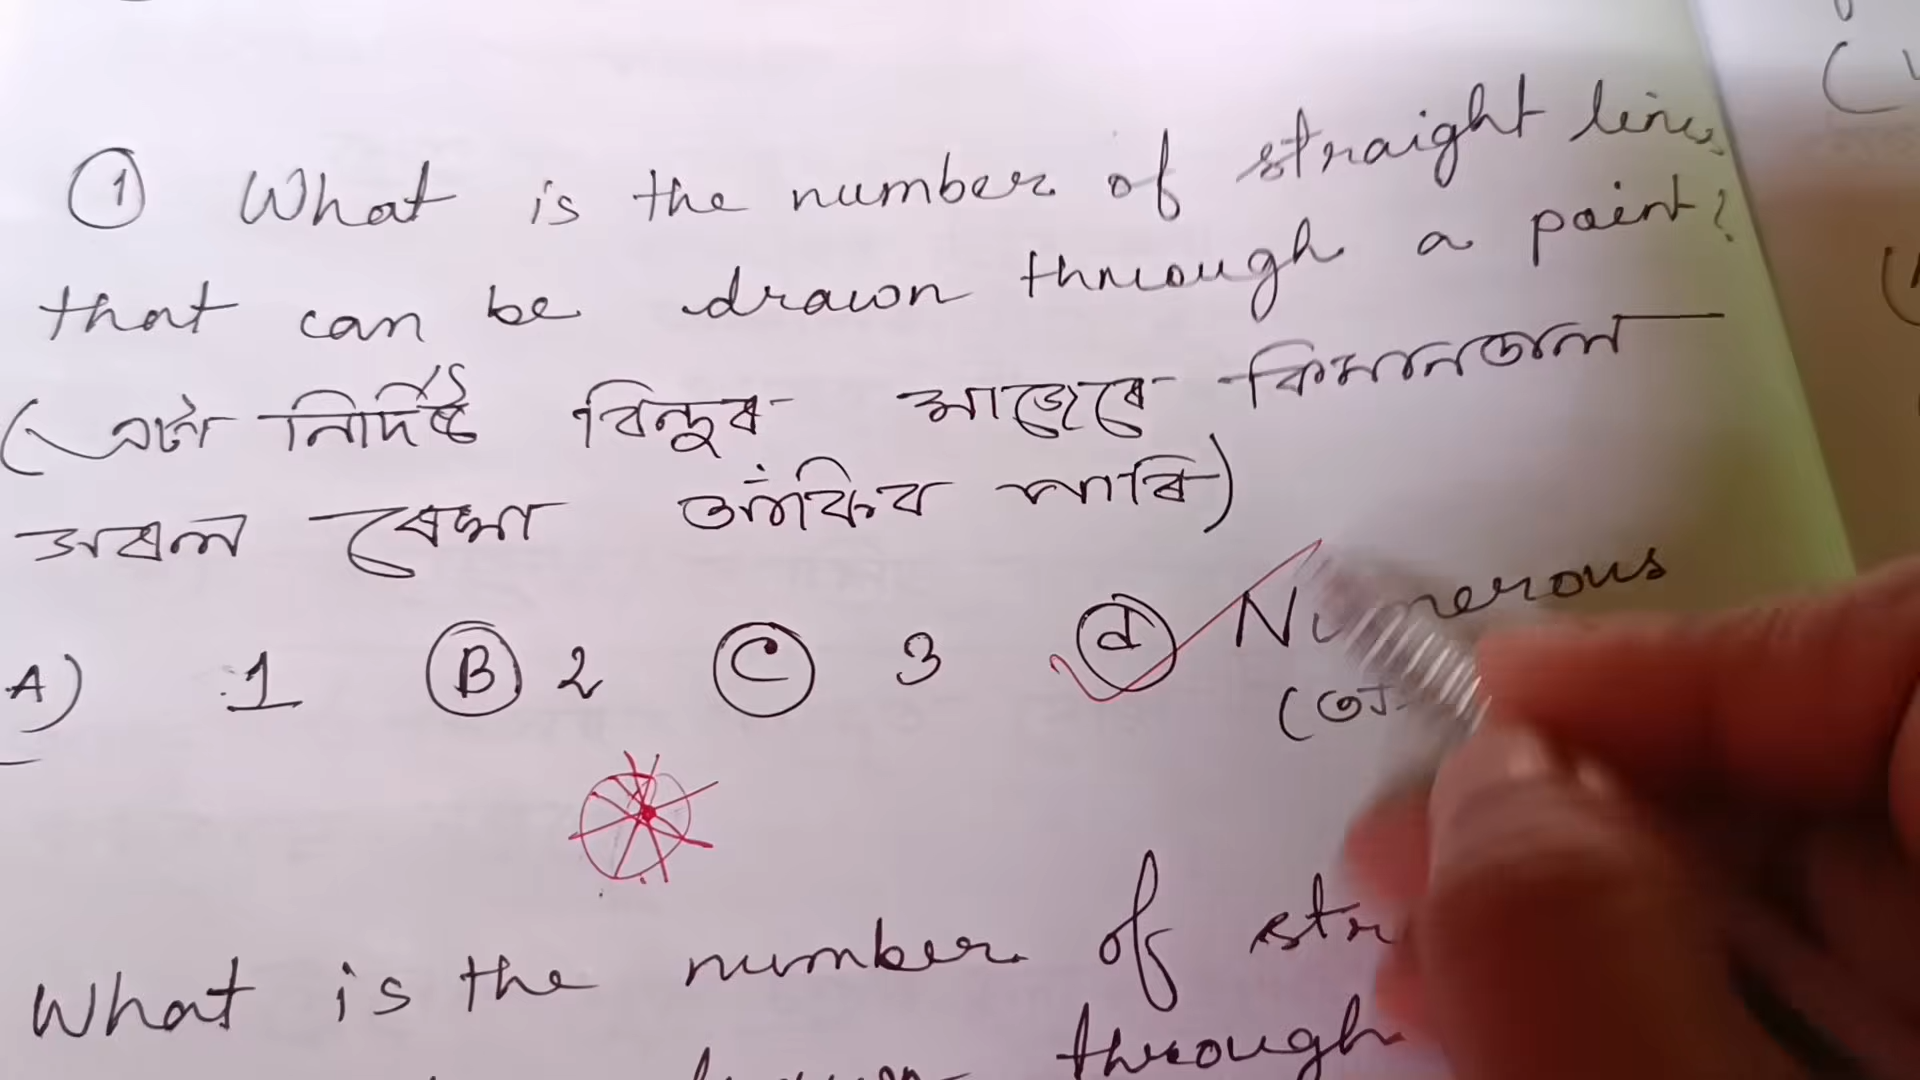 ① What is the number of straight lines
that can be drawn through a point?
(এটা নিৰ্দিষ্ট বিন্দুৰ মাজেৰে কিমানডাল
সৰল ৰেখা আঁকিব পাৰি)
A) 1 Ⓑ 2 Ⓒ 3 ⓓ Numerous
What is the number of
through